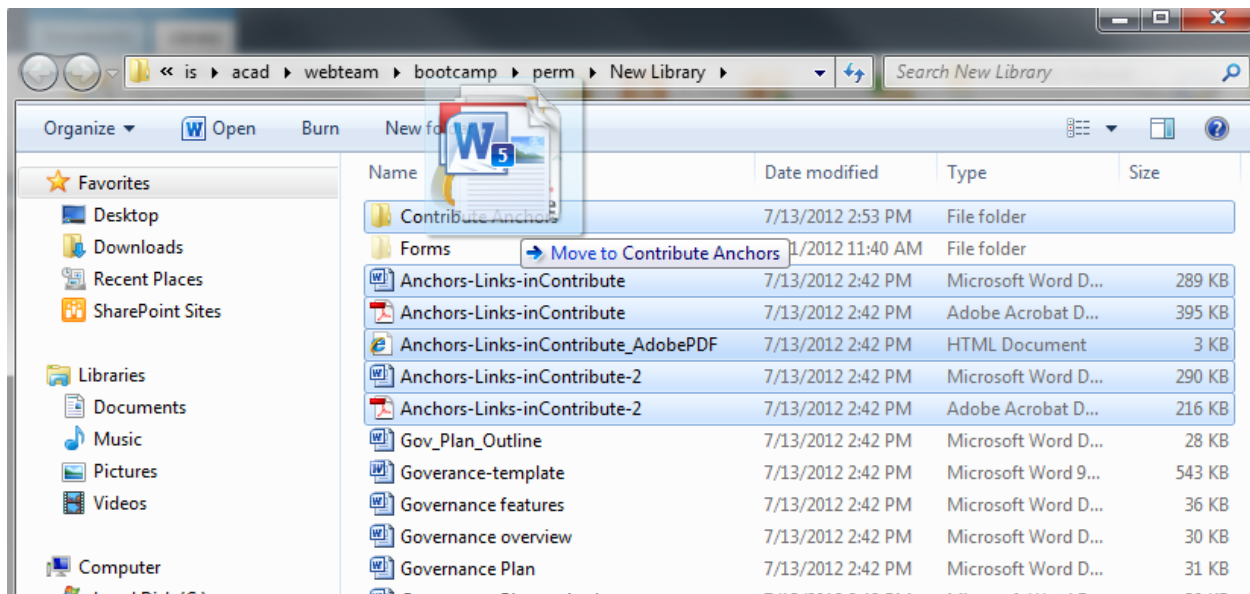 « is ▸ acad ▸ webteam ▸ bootcamp ▸ perm ▸ New Library ▸ Search New Library
Organize Open Burn New
Name Date modified Type Size
Favorites
Desktop
Downloads
Recent Places
SharePoint Sites
Libraries
Documents
Music
Pictures
Videos
Computer
W 5
Contribute Anchors 7/13/2012 2:53 PM File folder
Forms 1/2012 11:40 AM File folder
Move to Contribute Anchors
Anchors-Links-inContribute 7/13/2012 2:42 PM Microsoft Word D... 289 KB
Anchors-Links-inContribute 7/13/2012 2:42 PM Adobe Acrobat D... 395 KB
Anchors-Links-inContribute_AdobePDF 7/13/2012 2:42 PM HTML Document 3 KB
Anchors-Links-inContribute-2 7/13/2012 2:42 PM Microsoft Word D... 290 KB
Anchors-Links-inContribute-2 7/13/2012 2:42 PM Adobe Acrobat D... 216 KB
Gov_Plan_Outline 7/13/2012 2:42 PM Microsoft Word D... 28 KB
Goverance-template 7/13/2012 2:42 PM Microsoft Word 9... 543 KB
Governance features 7/13/2012 2:42 PM Microsoft Word D... 36 KB
Governance overview 7/13/2012 2:42 PM Microsoft Word D... 30 KB
Governance Plan 7/13/2012 2:42 PM Microsoft Word D... 31 KB